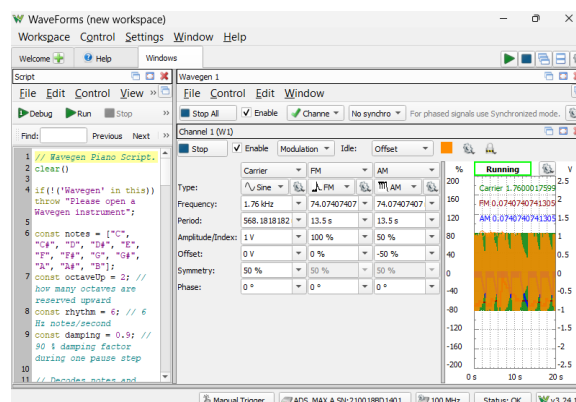 WaveForms (new workspace)
Workspace Control Settings Window Help
Welcome Help Windows
Script
File Edit Control View »
Debug Run Stop »
Find: Previous Next »
1 // Wavegen Piano Script.
2 clear()
3
4 if(!('Wavegen' in this))
throw "Please open a
Wavegen instrument";
5
6 const notes = ["C",
"C#", "D", "D#", "E",
"F", "F#", "G", "G#",
"A", "A#", "B"];
7 const octaveUp = 2; //
how many octaves are
reserved upward
8 const rhythm = 6; // 6
Hz notes/second
9 const damping = 0.9; //
90 % damping factor
during one pause step
10
11 // Decodes notes and
Wavegen 1
File Control Edit Window
Stop All Enable Channe No synchro For phased signals use Synchronized mode.
Channel 1 (W1)
Stop Enable Modulation Idle: Offset
Carrier FM AM
Type: Sine FM AM
Frequency: 1.76 kHz 74.07407407 74.07407407
Period: 568.1818182 13.5 s 13.5 s
Amplitude/Index: 1 V 100 % 50 %
Offset: 0 V 0 % -50 %
Symmetry: 50 % 50 % 50 %
Phase: 0 ° 0 ° 0 °
% Running V
Carrier 1.7600017599
FM 0.0740740741305
AM 0.0740740741305
200
160
120
80
40
0
-40
-80
-120
-160
-200
2.5
2
1.5
1
0.5
0
-0.5
-1
-1.5
-2
-2.5
0 s 10 s 20 s
Manual Trigger ADS MAX A SN:210018BD1401 100 MHz Status: OK v3.24.1